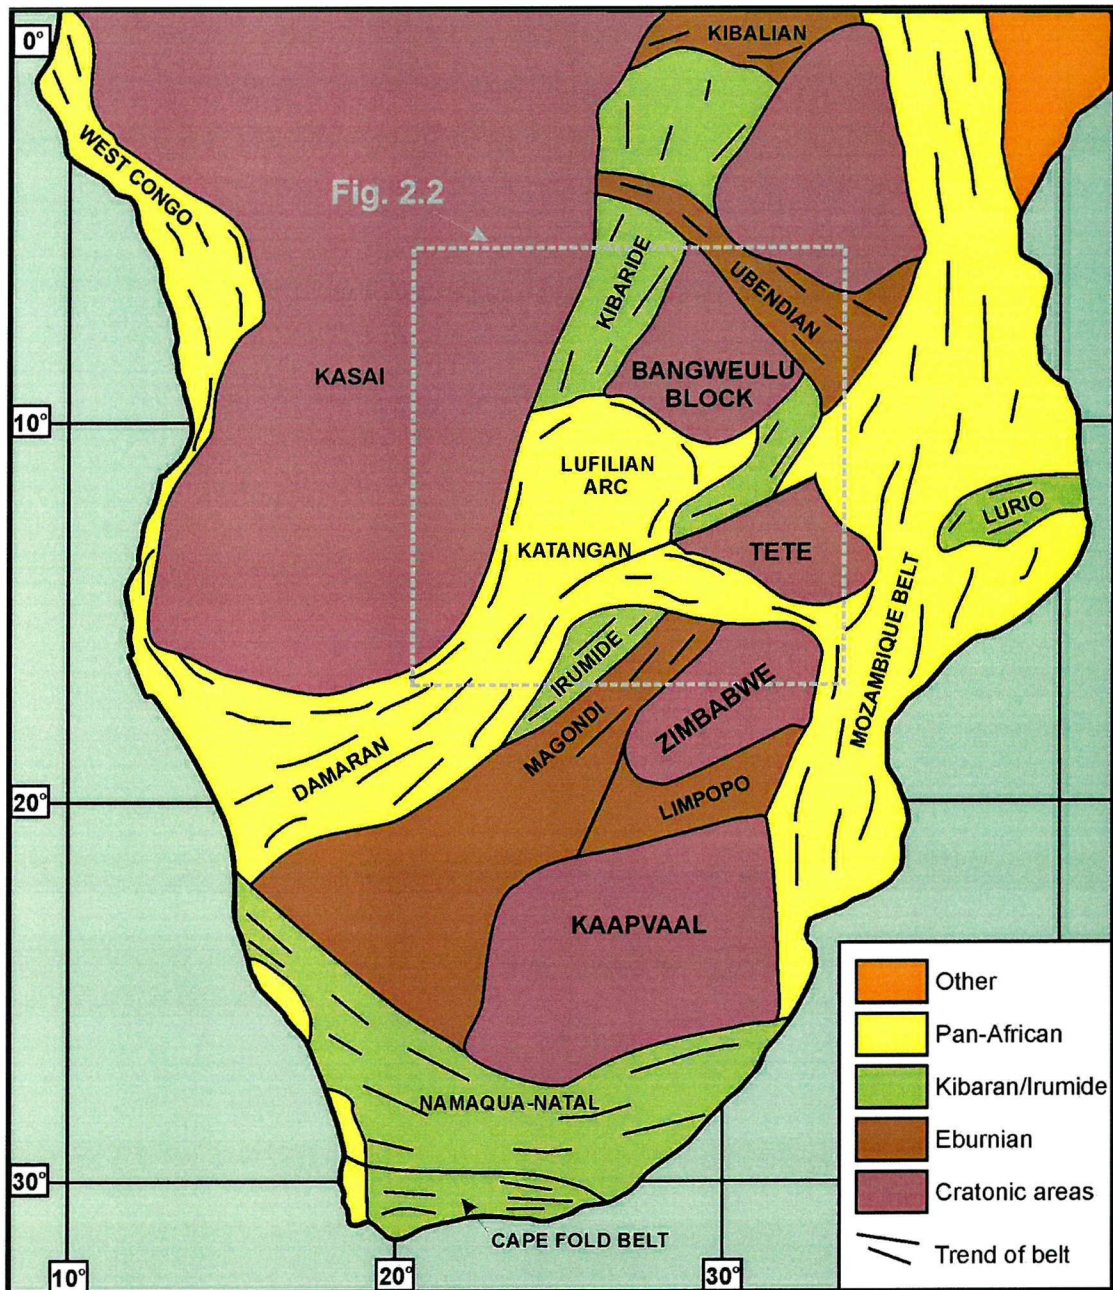 0°
KIBALIAN
WEST CONGO
Fig. 2.2
KIBARIDE
UBENDIAN
KASAI
BANGWEULU
BLOCK
10°
LUFILIAN
ARC
LURIO
KATANGAN
TETE
MOZAMBIQUE BELT
IRUMIDE
ZIMBABWE
MAGONDI
DAMARAN
LIMPOPO
20°
KAAPVAAL
Other
Pan-African
Kibaran/Irumide
Eburnian
Cratonic areas
Trend of belt
NAMAQUA-NATAL
30°
CAPE FOLD BELT
10°
20°
30°